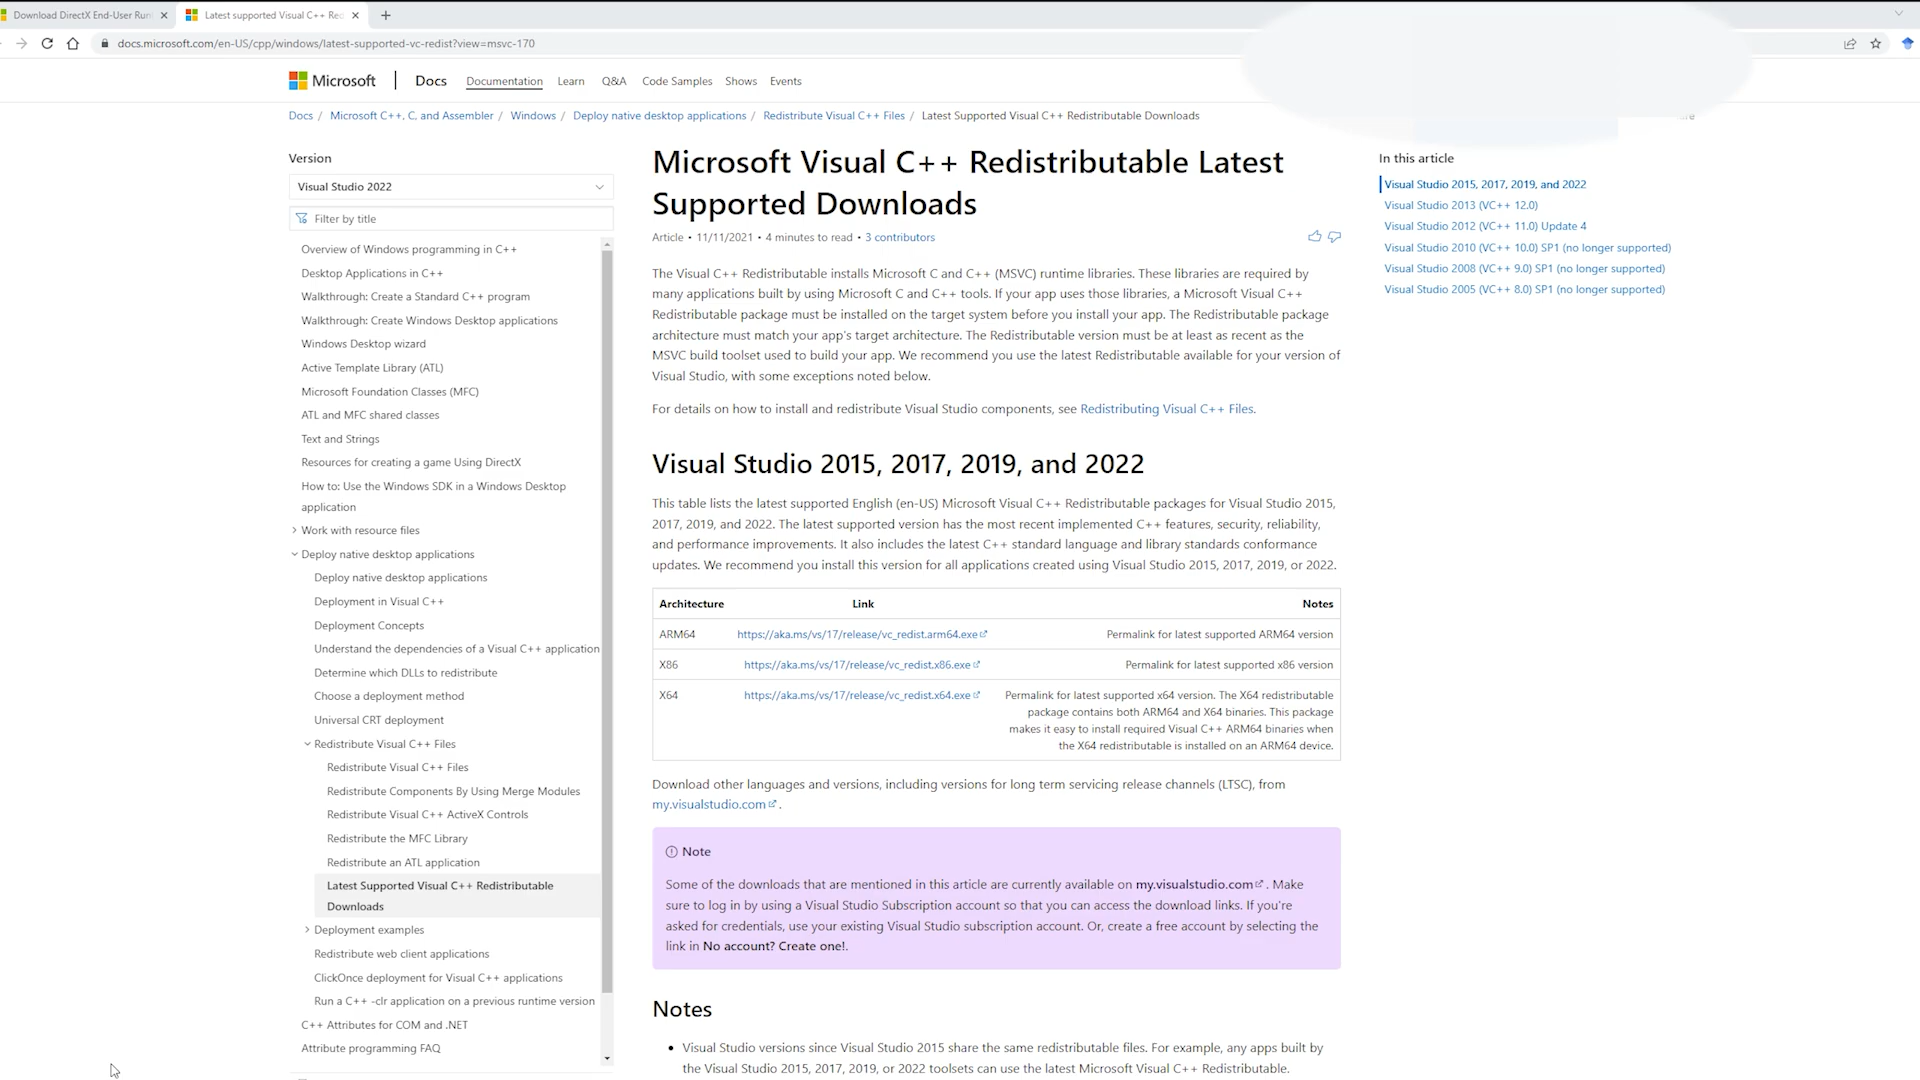 Download DirectX End-User Run
Latest supported Visual C++ Red
docs.microsoft.com/en-US/cpp/windows/latest-supported-vc-redist?view=msvc-170
Microsoft
Docs
Documentation
Learn
Q&A
Code Samples
Shows
Events
Docs / Microsoft C++, C, and Assembler / Windows / Deploy native desktop applications / Redistribute Visual C++ Files / Latest Supported Visual C++ Redistributable Downloads
Version
Visual Studio 2022
Filter by title
Overview of Windows programming in C++
Desktop Applications in C++
Walkthrough: Create a Standard C++ program
Walkthrough: Create Windows Desktop applications
Windows Desktop wizard
Active Template Library (ATL)
Microsoft Foundation Classes (MFC)
ATL and MFC shared classes
Text and Strings
Resources for creating a game Using DirectX
How to: Use the Windows SDK in a Windows Desktop
application
Work with resource files
Deploy native desktop applications
Deploy native desktop applications
Deployment in Visual C++
Deployment Concepts
Understand the dependencies of a Visual C++ application
Determine which DLLs to redistribute
Choose a deployment method
Universal CRT deployment
Redistribute Visual C++ Files
Redistribute Visual C++ Files
Redistribute Components By Using Merge Modules
Redistribute Visual C++ ActiveX Controls
Redistribute the MFC Library
Redistribute an ATL application
Latest Supported Visual C++ Redistributable
Downloads
Deployment examples
Redistribute web client applications
ClickOnce deployment for Visual C++ applications
Run a C++ -clr application on a previous runtime version
C++ Attributes for COM and .NET
Attribute programming FAQ
Microsoft Visual C++ Redistributable Latest
Supported Downloads
Article • 11/11/2021 • 4 minutes to read • 3 contributors
The Visual C++ Redistributable installs Microsoft C and C++ (MSVC) runtime libraries. These libraries are required by
many applications built by using Microsoft C and C++ tools. If your app uses those libraries, a Microsoft Visual C++
Redistributable package must be installed on the target system before you install your app. The Redistributable package
architecture must match your app's target architecture. The Redistributable version must be at least as recent as the
MSVC build toolset used to build your app. We recommend you use the latest Redistributable available for your version of
Visual Studio, with some exceptions noted below.
For details on how to install and redistribute Visual Studio components, see Redistributing Visual C++ Files.
Visual Studio 2015, 2017, 2019, and 2022
This table lists the latest supported English (en-US) Microsoft Visual C++ Redistributable packages for Visual Studio 2015,
2017, 2019, and 2022. The latest supported version has the most recent implemented C++ features, security, reliability,
and performance improvements. It also includes the latest C++ standard language and library standards conformance
updates. We recommend you install this version for all applications created using Visual Studio 2015, 2017, 2019, or 2022.
Architecture Link Notes
ARM64 https://aka.ms/vs/17/release/vc_redist.arm64.exe Permalink for latest supported ARM64 version
X86 https://aka.ms/vs/17/release/vc_redist.x86.exe Permalink for latest supported x86 version
X64 https://aka.ms/vs/17/release/vc_redist.x64.exe Permalink for latest supported x64 version. The X64 redistributable
package contains both ARM64 and X64 binaries. This package
makes it easy to install required Visual C++ ARM64 binaries when
the X64 redistributable is installed on an ARM64 device.
Download other languages and versions, including versions for long term servicing release channels (LTSC), from
my.visualstudio.com .
Note
Some of the downloads that are mentioned in this article are currently available on my.visualstudio.com . Make
sure to log in by using a Visual Studio Subscription account so that you can access the download links. If you're
asked for credentials, use your existing Visual Studio subscription account. Or, create a free account by selecting the
link in No account? Create one!.
Notes
• Visual Studio versions since Visual Studio 2015 share the same redistributable files. For example, any apps built by
the Visual Studio 2015, 2017, 2019, or 2022 toolsets can use the latest Microsoft Visual C++ Redistributable.
In this article
Visual Studio 2015, 2017, 2019, and 2022
Visual Studio 2013 (VC++ 12.0)
Visual Studio 2012 (VC++ 11.0) Update 4
Visual Studio 2010 (VC++ 10.0) SP1 (no longer supported)
Visual Studio 2008 (VC++ 9.0) SP1 (no longer supported)
Visual Studio 2005 (VC++ 8.0) SP1 (no longer supported)